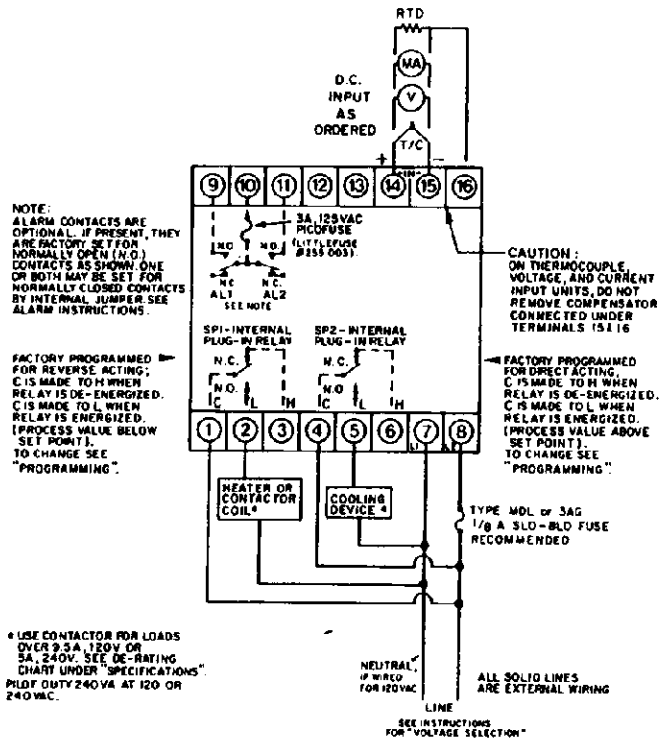 RTD
MA
D.C.
INPUT
AS
ORDERED
V
T/C
+
-
+IN-
9
10
11
12
13
14
15
16
NOTE:
ALARM CONTACTS ARE
OPTIONAL. IF PRESENT, THEY
ARE FACTORY SET FOR
NORMALLY OPEN (N.O.)
CONTACTS AS SHOWN. ONE
OR BOTH MAY BE SET FOR
NORMALLY CLOSED CONTACTS
BY INTERNAL JUMPER. SEE
ALARM INSTRUCTIONS.
3A, 125VAC
PICOFUSE
(LITTLEFUSE
#255 003).
N.O.
N.O.
N.C.
N.C.
AL1
AL2
SEE NOTE
CAUTION:
ON THERMOCOUPLE,
VOLTAGE, AND CURRENT
INPUT UNITS, DO NOT
REMOVE COMPENSATOR
CONNECTED UNDER
TERMINALS 15 & 16
SP1-INTERNAL
PLUG-IN RELAY
SP2-INTERNAL
PLUG-IN RELAY
N.C.
N.O.
C
L
H
N.C.
N.O
C
L
H
FACTORY PROGRAMMED
FOR REVERSE ACTING;
C IS MADE TO H WHEN
RELAY IS DE-ENERGIZED.
C IS MADE TO L WHEN
RELAY IS ENERGIZED.
(PROCESS VALUE BELOW
SET POINT).
TO CHANGE SEE
"PROGRAMMING".
FACTORY PROGRAMMED
FOR DIRECT ACTING,
C IS MADE TO H WHEN
RELAY IS DE-ENERGIZED.
C IS MADE TO L WHEN
RELAY IS ENERGIZED.
(PROCESS VALUE ABOVE
SET POINT).
TO CHANGE SEE
"PROGRAMMING".
1
2
3
4
5
6
7
8
HEATER OR
CONTACTOR
COIL*
COOLING
DEVICE *
TYPE MDL or 3AG
1/8 A SLO-BLO FUSE
RECOMMENDED
* USE CONTACTOR FOR LOADS
OVER 9.5A, 120V OR
5A, 240V. SEE DE-RATING
CHART UNDER "SPECIFICATIONS".
PILOT DUTY 240VA AT 120 OR
240VAC.
NEUTRAL,
IF WIRED
FOR 120VAC
ALL SOLID LINES
ARE EXTERNAL WIRING
LINE
SEE INSTRUCTIONS
FOR "VOLTAGE SELECTION"